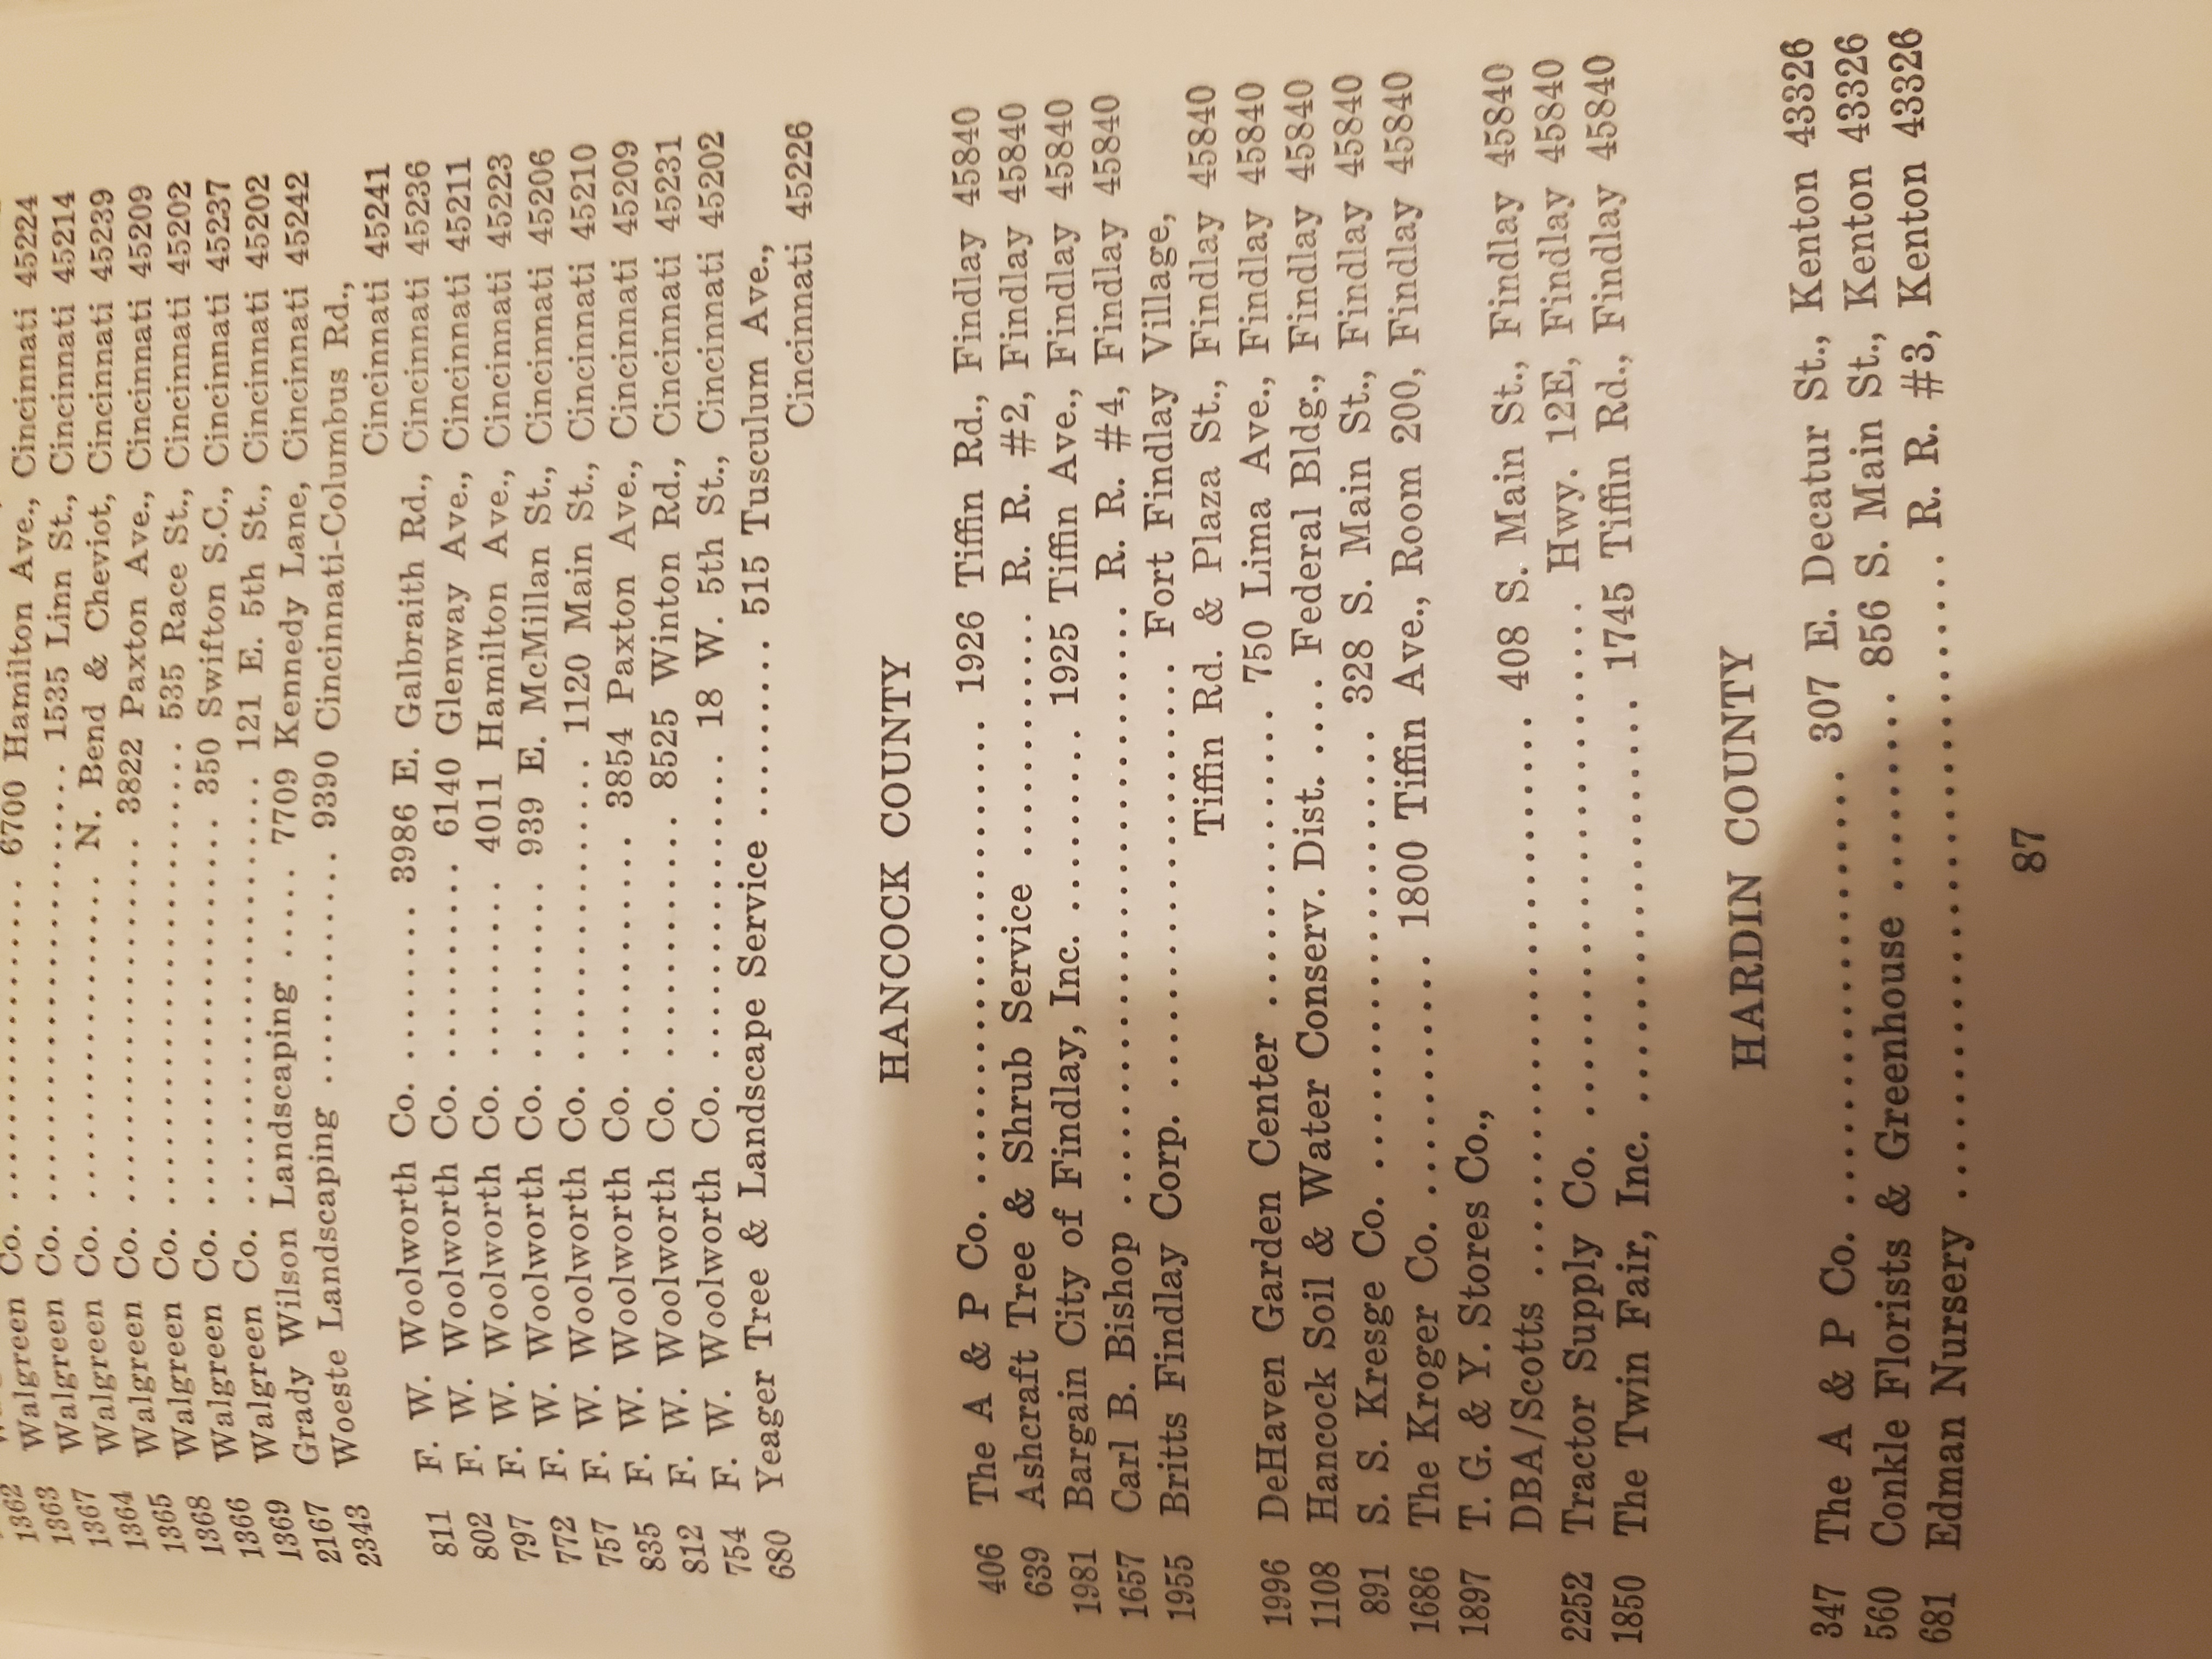 1362
1363 Walgreen Co. .................. 6700 Hamilton Ave., Cincinnati 45224
1367 Walgreen Co. .................. 1535 Linn St., Cincinnati 45214
1364 Walgreen Co. .................. N. Bend & Cheviot, Cincinnati 45239
1365 Walgreen Co. .................. 3822 Paxton Ave., Cincinnati 45209
1368 Walgreen Co. .................. 535 Race St., Cincinnati 45202
1366 Walgreen Co. .................. 350 Swifton S.C., Cincinnati 45237
1369 Walgreen Co. .................. 121 E. 5th St., Cincinnati 45202
2167 Grady Wilson Landscaping ..... 7709 Kennedy Lane, Cincinnati 45242
2343 Woeste Landscaping ............ 9390 Cincinnati-Columbus Rd.,
Cincinnati 45241
811 F. W. Woolworth Co. ......... 3986 E. Galbraith Rd., Cincinnati 45236
802 F. W. Woolworth Co. ............ 6140 Glenway Ave., Cincinnati 45211
797 F. W. Woolworth Co. ........... 4011 Hamilton Ave., Cincinnati 45223
772 F. W. Woolworth Co. ........... 939 E. McMillan St., Cincinnati 45206
757 F. W. Woolworth Co. ................ 1120 Main St., Cincinnati 45210
835 F. W. Woolworth Co. ............. 3854 Paxton Ave., Cincinnati 45209
812 F. W. Woolworth Co. .............. 8525 Winton Rd., Cincinnati 45231
754 F. W. Woolworth Co. ................ 18 W. 5th St., Cincinnati 45202
680 Yeager Tree & Landscape Service ......... 515 Tusculum Ave.,
Cincinnati 45226
HANCOCK COUNTY
406 The A & P Co. .......................... 1926 Tiffin Rd., Findlay 45840
639 Ashcraft Tree & Shrub Service .............. R. R. #2, Findlay 45840
1981 Bargain City of Findlay, Inc. ......... 1925 Tiffin Ave., Findlay 45840
1657 Carl B. Bishop ............................... R. R. #4, Findlay 45840
1955 Britts Findlay Corp. ...................... Fort Findlay Village,
Tiffin Rd. & Plaza St., Findlay 45840
1996 DeHaven Garden Center ............... 750 Lima Ave., Findlay 45840
1108 Hancock Soil & Water Conserv. Dist. .... Federal Bldg., Findlay 45840
891 S. S. Kresge Co. ....................... 328 S. Main St., Findlay 45840
1686 The Kroger Co. ............. 1800 Tiffin Ave., Room 200, Findlay 45840
1897 T. G. & Y. Stores Co.,
DBA/Scotts ............................ 408 S. Main St., Findlay 45840
2252 Tractor Supply Co. ......................... Hwy. 12E, Findlay 45840
1850 The Twin Fair, Inc. .................... 1745 Tiffin Rd., Findlay 45840
HARDIN COUNTY
347 The A & P Co. ...................... 307 E. Decatur St., Kenton 43326
560 Conkle Florists & Greenhouse ......... 856 S. Main St., Kenton 43326
681 Edman Nursery ............................ R. R. #3, Kenton 43326
87